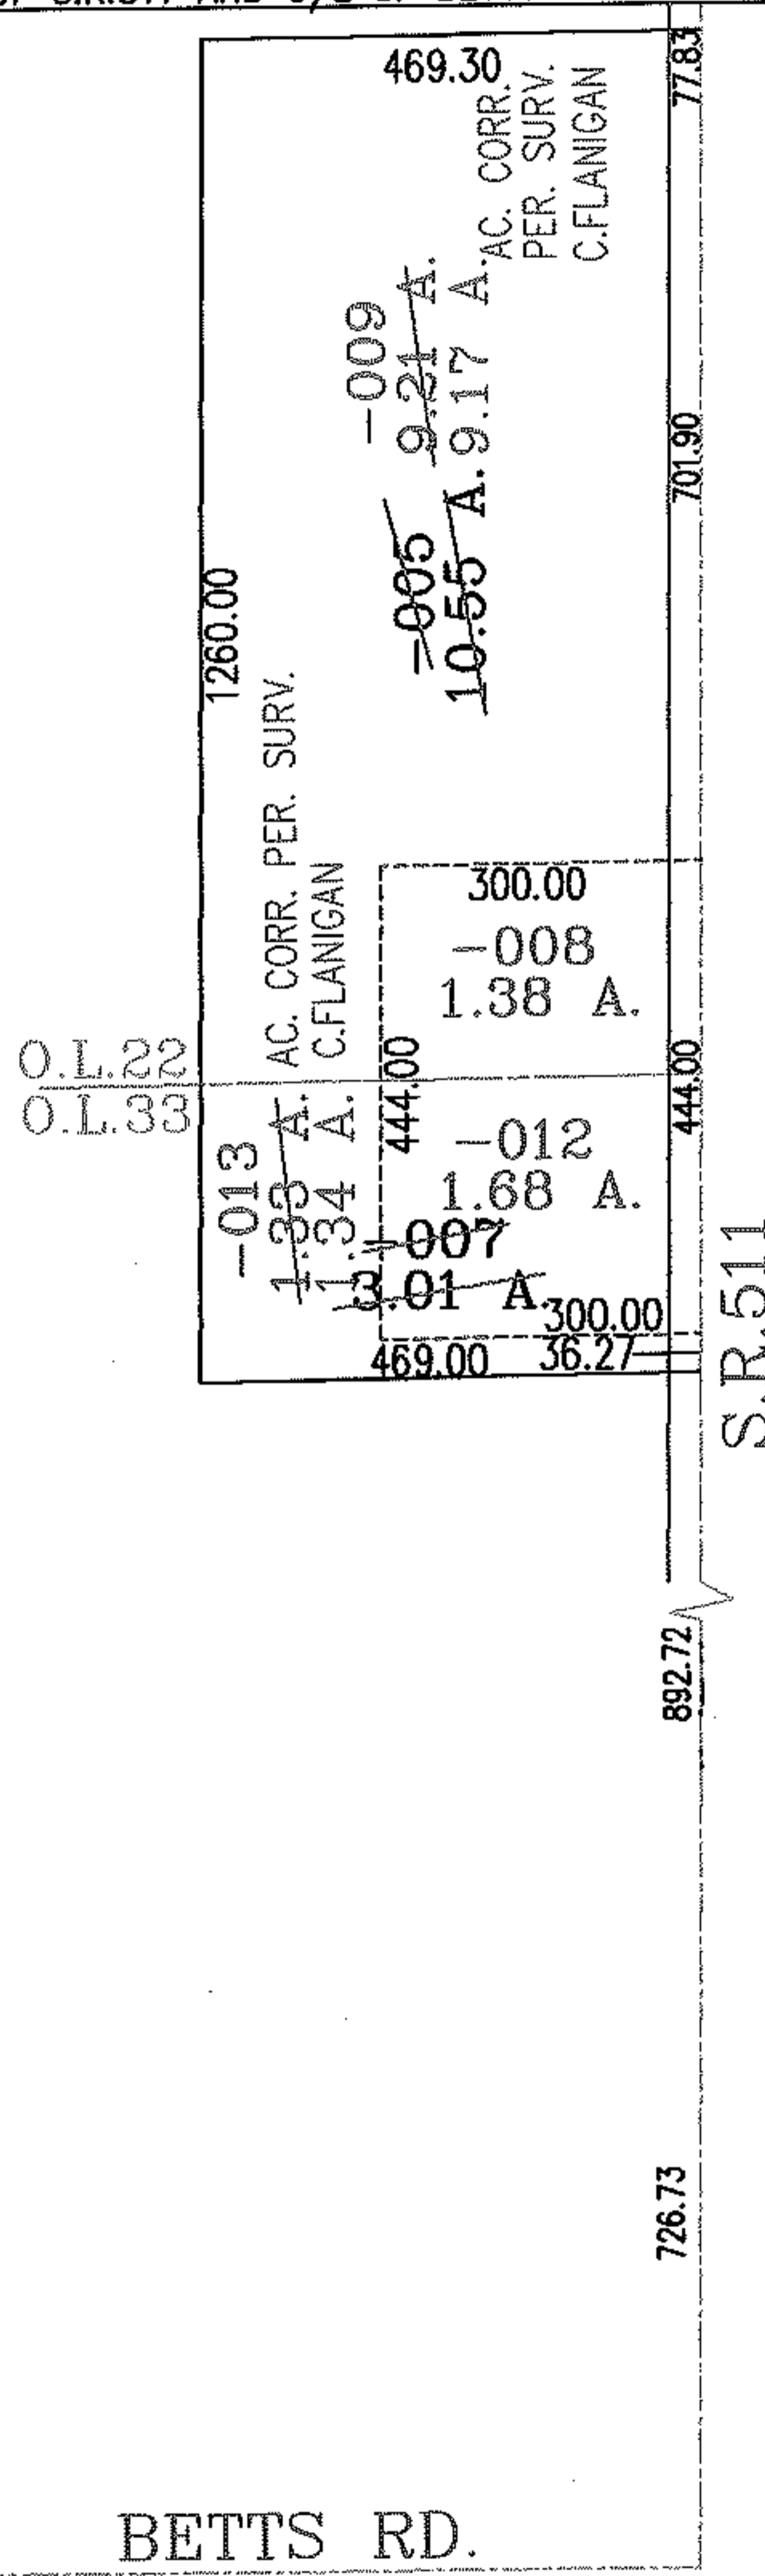 469.30
77.83
AC. CORR.
PER. SURV.
C.FLANIGAN
-009
9.21 A.
9.17 A.
701.90
-005
10.55 A.
1260.00
AC. CORR. PER. SURV.
C.FLANIGAN
300.00
-008
1.38 A.
O.L.22
O.L.33
444.00
444.00
-013
1.33 A.
1.34 A.
-012
1.68 A.
-007
3.01 A.
300.00
469.00
36.27
S.R.511
892.72
726.73
BETTS RD.